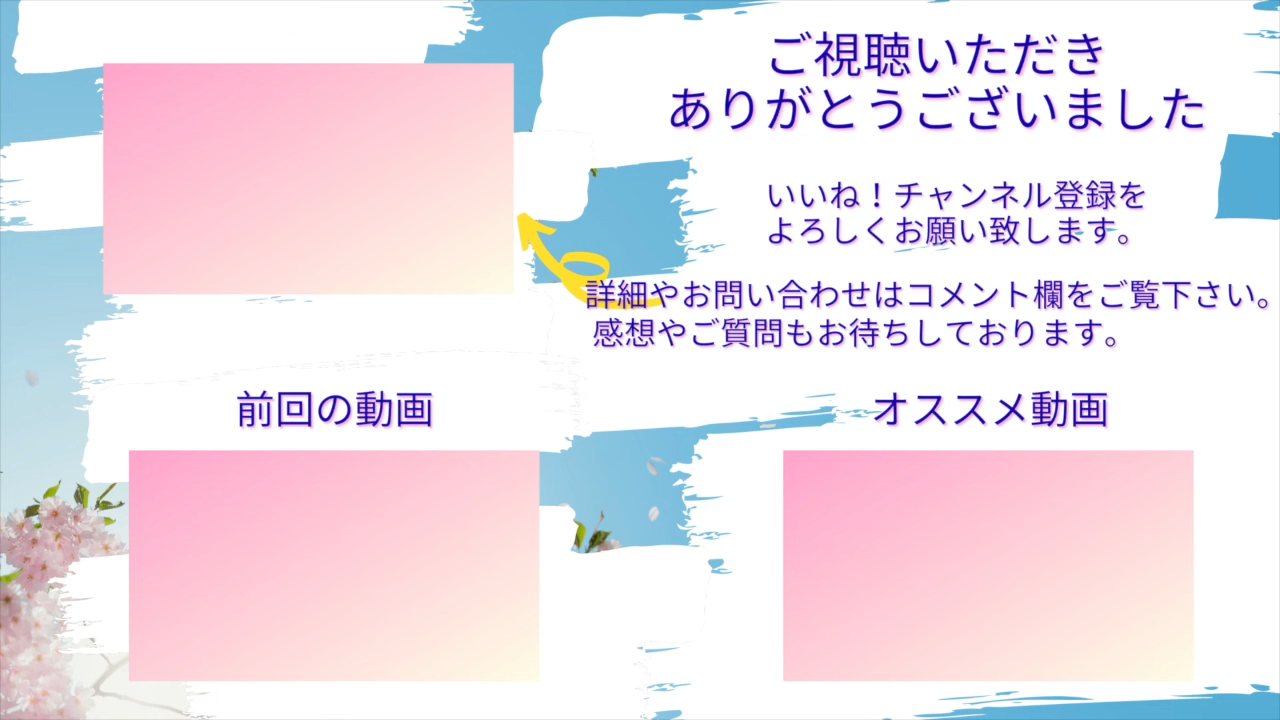 ご視聴いただき
ありがとうございました
いいね！チャンネル登録を
よろしくお願い致します。
詳細やお問い合わせはコメント欄をご覧下さい。
感想やご質問もお待ちしております。
前回の動画
オススメ動画